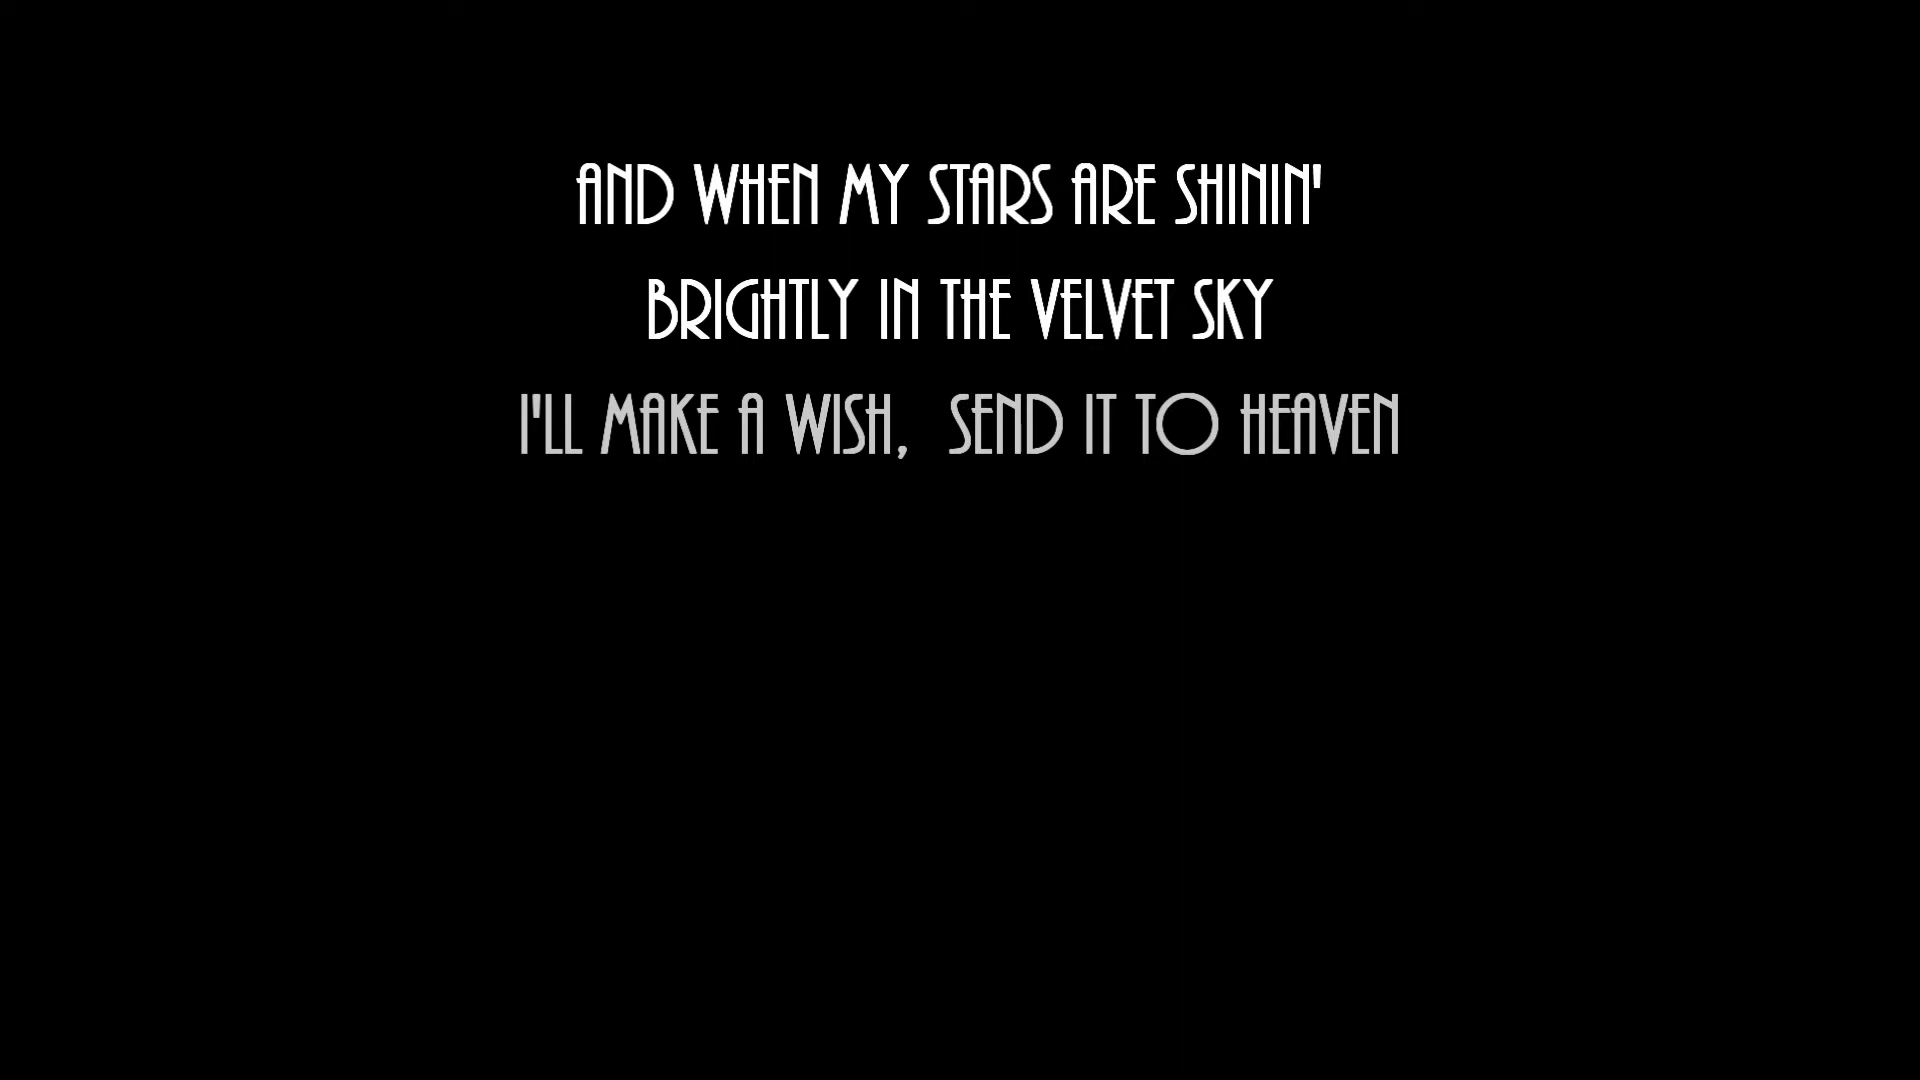 AND WHEN MY STARS ARE SHININ'
BRIGHTLY IN THE VELVET SKY
I'LL MAKE A WISH, SEND IT TO HEAVEN